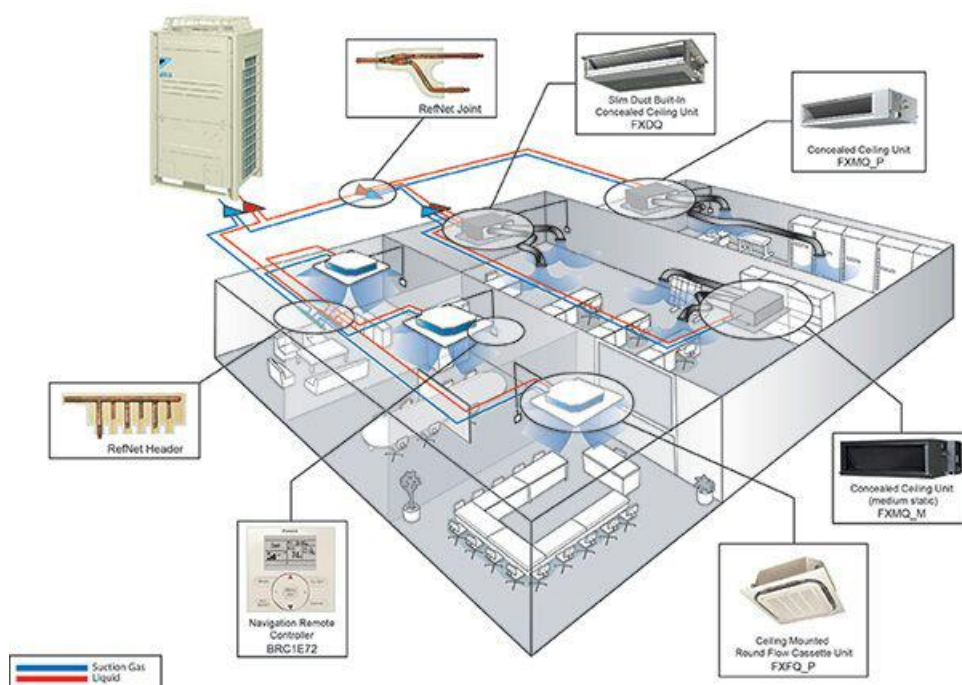 RefNet Joint
Slim Duct Built-In
Concealed Ceiling Unit
FXDQ
Concealed Ceiling Unit
FXMQ_P
RefNet Header
Concealed Ceiling Unit
(medium static)
FXMQ_M
Navigation Remote
Controller
BRC1E72
Ceiling Mounted
Round Flow Cassette Unit
FXFQ_P
Suction Gas
Liquid